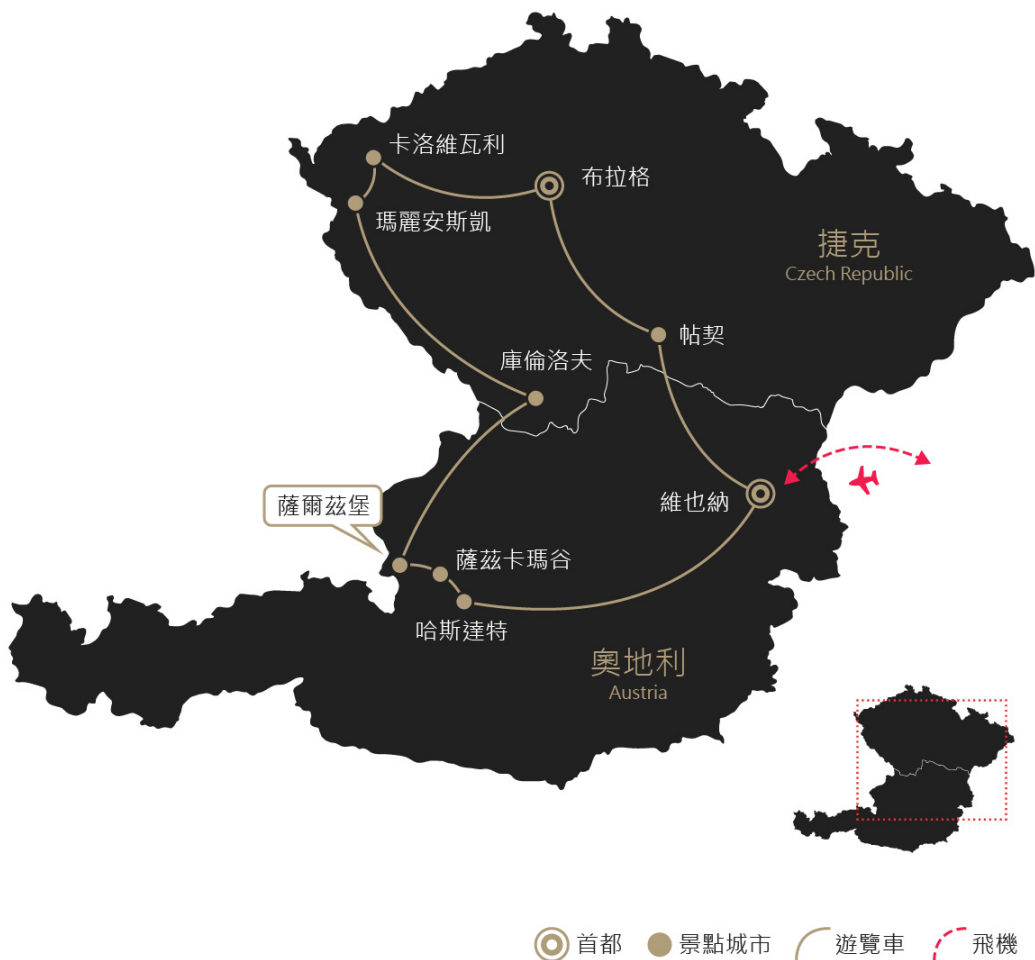 卡洛維瓦利
布拉格
瑪麗安斯凱
捷克
Czech Republic
帖契
庫倫洛夫
薩爾茲堡
維也納
薩茲卡瑪谷
哈斯達特
奧地利
Austria
首都
景點城市
遊覽車
飛機